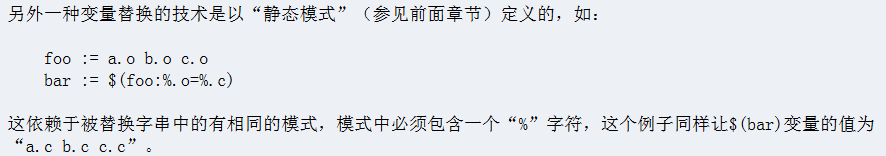 另外一种变量替换的技术是以“静态模式”（参见前面章节）定义的，如：
foo := a.o b.o c.o
bar := $(foo:%.o=%.c)
这依赖于被替换字串中的有相同的模式，模式中必须包含一个“%”字符，这个例子同样让$(bar)变量的值为
“a.c b.c c.c”。